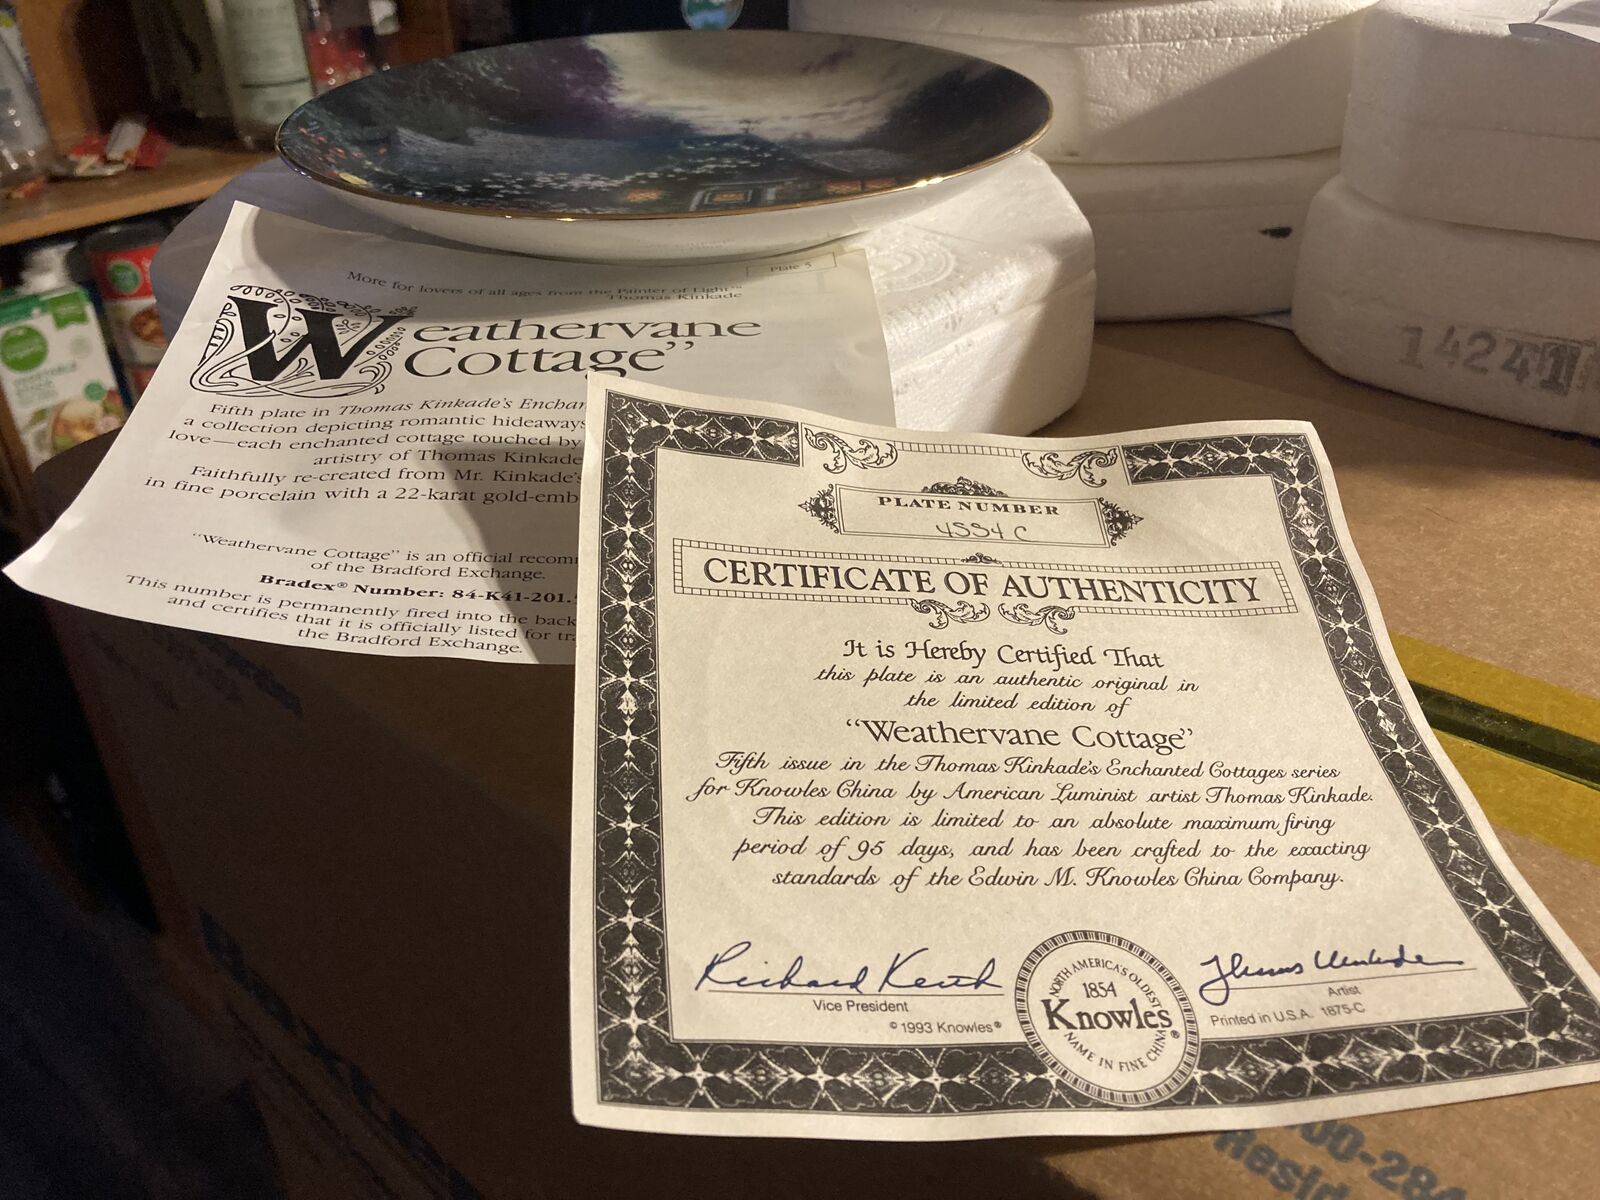 Plate 5
More for lovers of all ages from the Painter of Light™
Thomas Kinkade
Weathervane
Cottage”
Fifth plate in Thomas Kinkade's Enchan
a collection depicting romantic hideaways
love—each enchanted cottage touched by
artistry of Thomas Kinkade
Faithfully re-created from Mr. Kinkade's
in fine porcelain with a 22-karat gold-emb
“Weathervane Cottage” is an official recom
of the Bradford Exchange.
Bradex® Number: 84-K41-201.
This number is permanently fired into the back
and certifies that it is officially listed for tr
the Bradford Exchange.
14241
PLATE NUMBER
4554 C
CERTIFICATE OF AUTHENTICITY
It is Hereby Certified That
this plate is an authentic original in
the limited edition of
“Weathervane Cottage”
Fifth issue in the Thomas Kinkade's Enchanted Cottages series
for Knowles China by American Luminist artist Thomas Kinkade.
This edition is limited to an absolute maximum firing
period of 95 days, and has been crafted to the exacting
standards of the Edwin M. Knowles China Company.
Richard Keith
Vice President
© 1993 Knowles®
NORTH AMERICA'S OLDEST
1854
Knowles®
NAME IN FINE CHINA
Thomas Kinkade
Artist
Printed in U.S.A. 1875-C
00-28
Resid